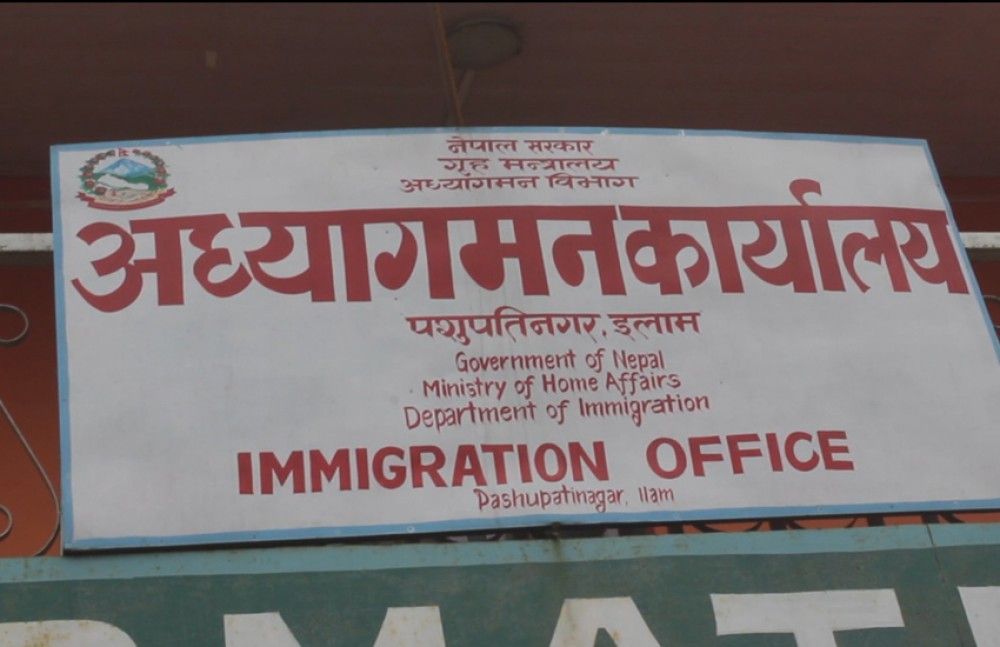 नेपाल सरकार
गृह मन्त्रालय
अध्यागमन विभाग
अध्यागमन कार्यालय
पशुपतिनगर, इलाम
Government of Nepal
Ministry of Home Affairs
Department of Immigration
IMMIGRATION OFFICE
Pashupatinagar, Ilam